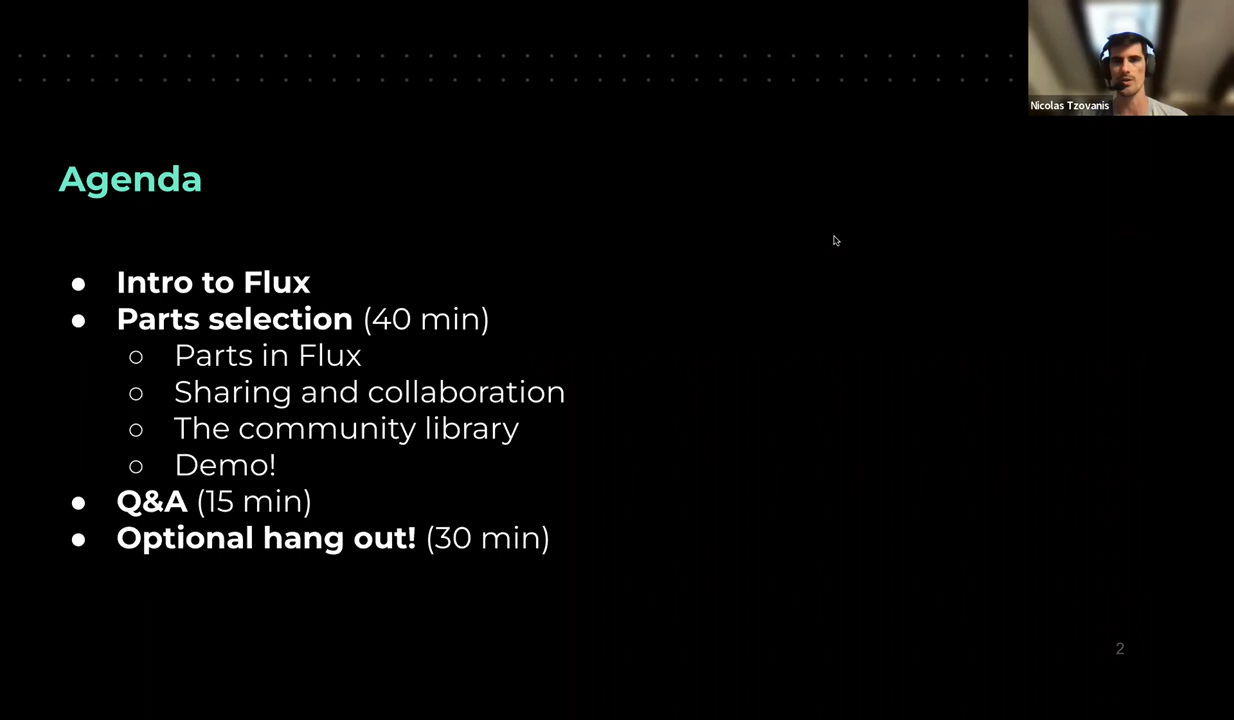 Nicolas Tzovanis
Agenda
● Intro to Flux
● Parts selection (40 min)
○ Parts in Flux
○ Sharing and collaboration
○ The community library
○ Demo!
● Q&A (15 min)
● Optional hang out! (30 min)
2